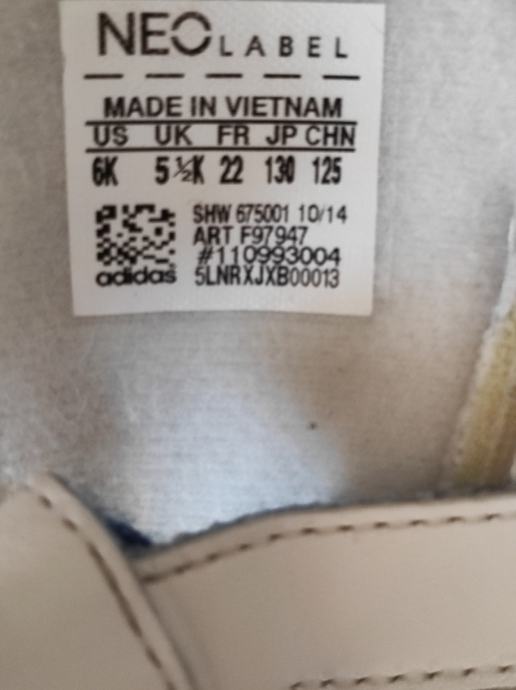 NEO LABEL
MADE IN VIETNAM
US UK FR JP CHN
6K 5½K 22 130 125
SHW 675001 10/14
ART F97947
#110993004
adidas 5LNRXJXB00013